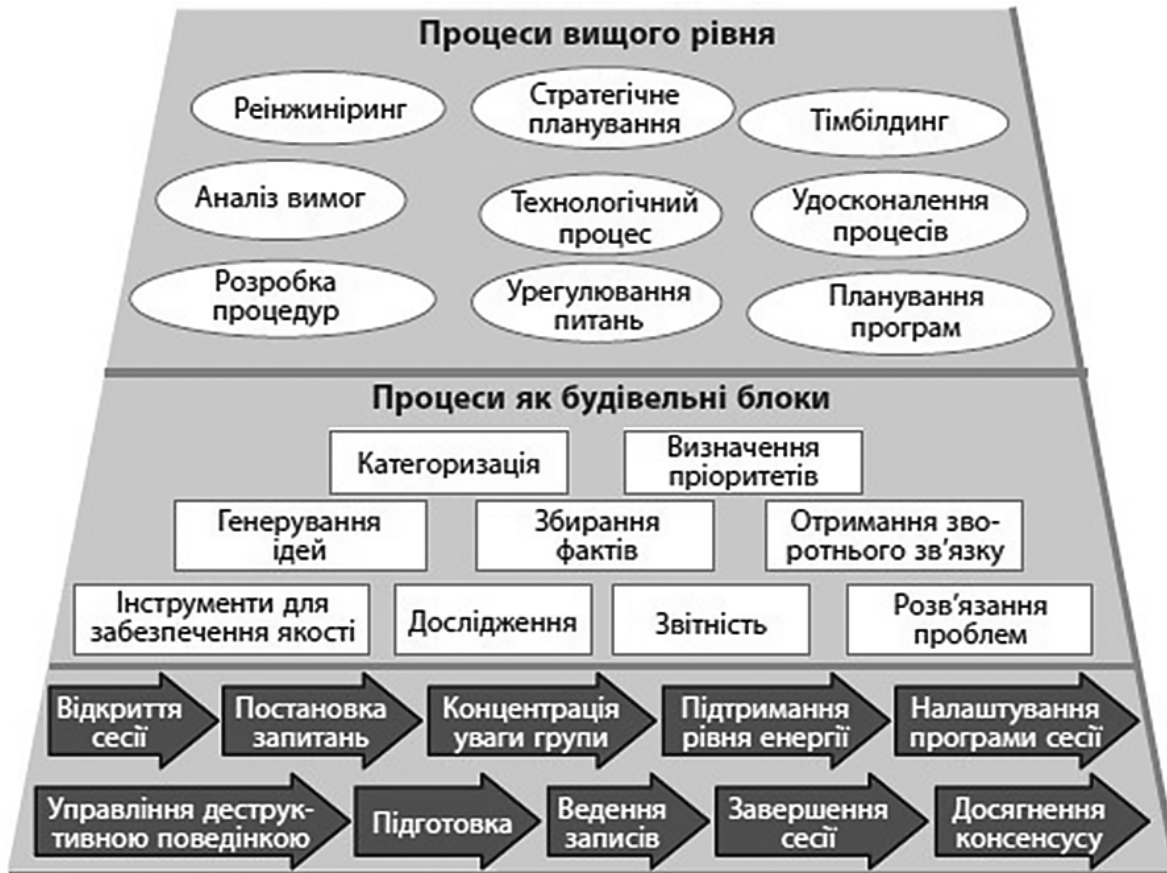 Процеси вищого рівня
Реінжиніринг
Стратегічне
планування
Тімбілдинг
Аналіз вимог
Технологічний
процес
Удосконалення
процесів
Розробка
процедур
Урегулювання
питань
Планування
програм
Процеси як будівельні блоки
Категоризація
Визначення
пріоритетів
Генерування
ідей
Збирання
фактів
Отримання зво-
ротнього зв’язку
Інструменти для
забезпечення якості
Дослідження
Звітність
Розв’язання
проблем
Відкриття
сесії
Постановка
запитань
Концентрація
уваги групи
Підтримання
рівня енергії
Налаштування
програми сесії
Управління деструк-
тивною поведінкою
Підготовка
Ведення
записів
Завершення
сесії
Досягнення
консенсусу